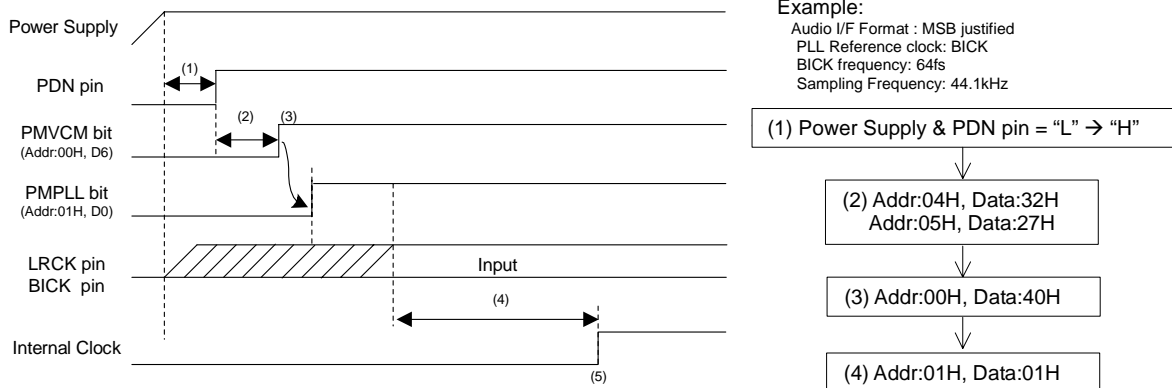 Power Supply
(1)
PDN pin
(2)
(3)
PMVCM bit
(Addr:00H, D6)
PMPLL bit
(Addr:01H, D0)
LRCK pin
BICK pin
Input
(4)
Internal Clock
(5)
Example:
Audio I/F Format : MSB justified
PLL Reference clock: BICK
BICK frequency: 64fs
Sampling Frequency: 44.1kHz
(1) Power Supply & PDN pin = “L” → “H”
(2) Addr:04H, Data:32H
Addr:05H, Data:27H
(3) Addr:00H, Data:40H
(4) Addr:01H, Data:01H